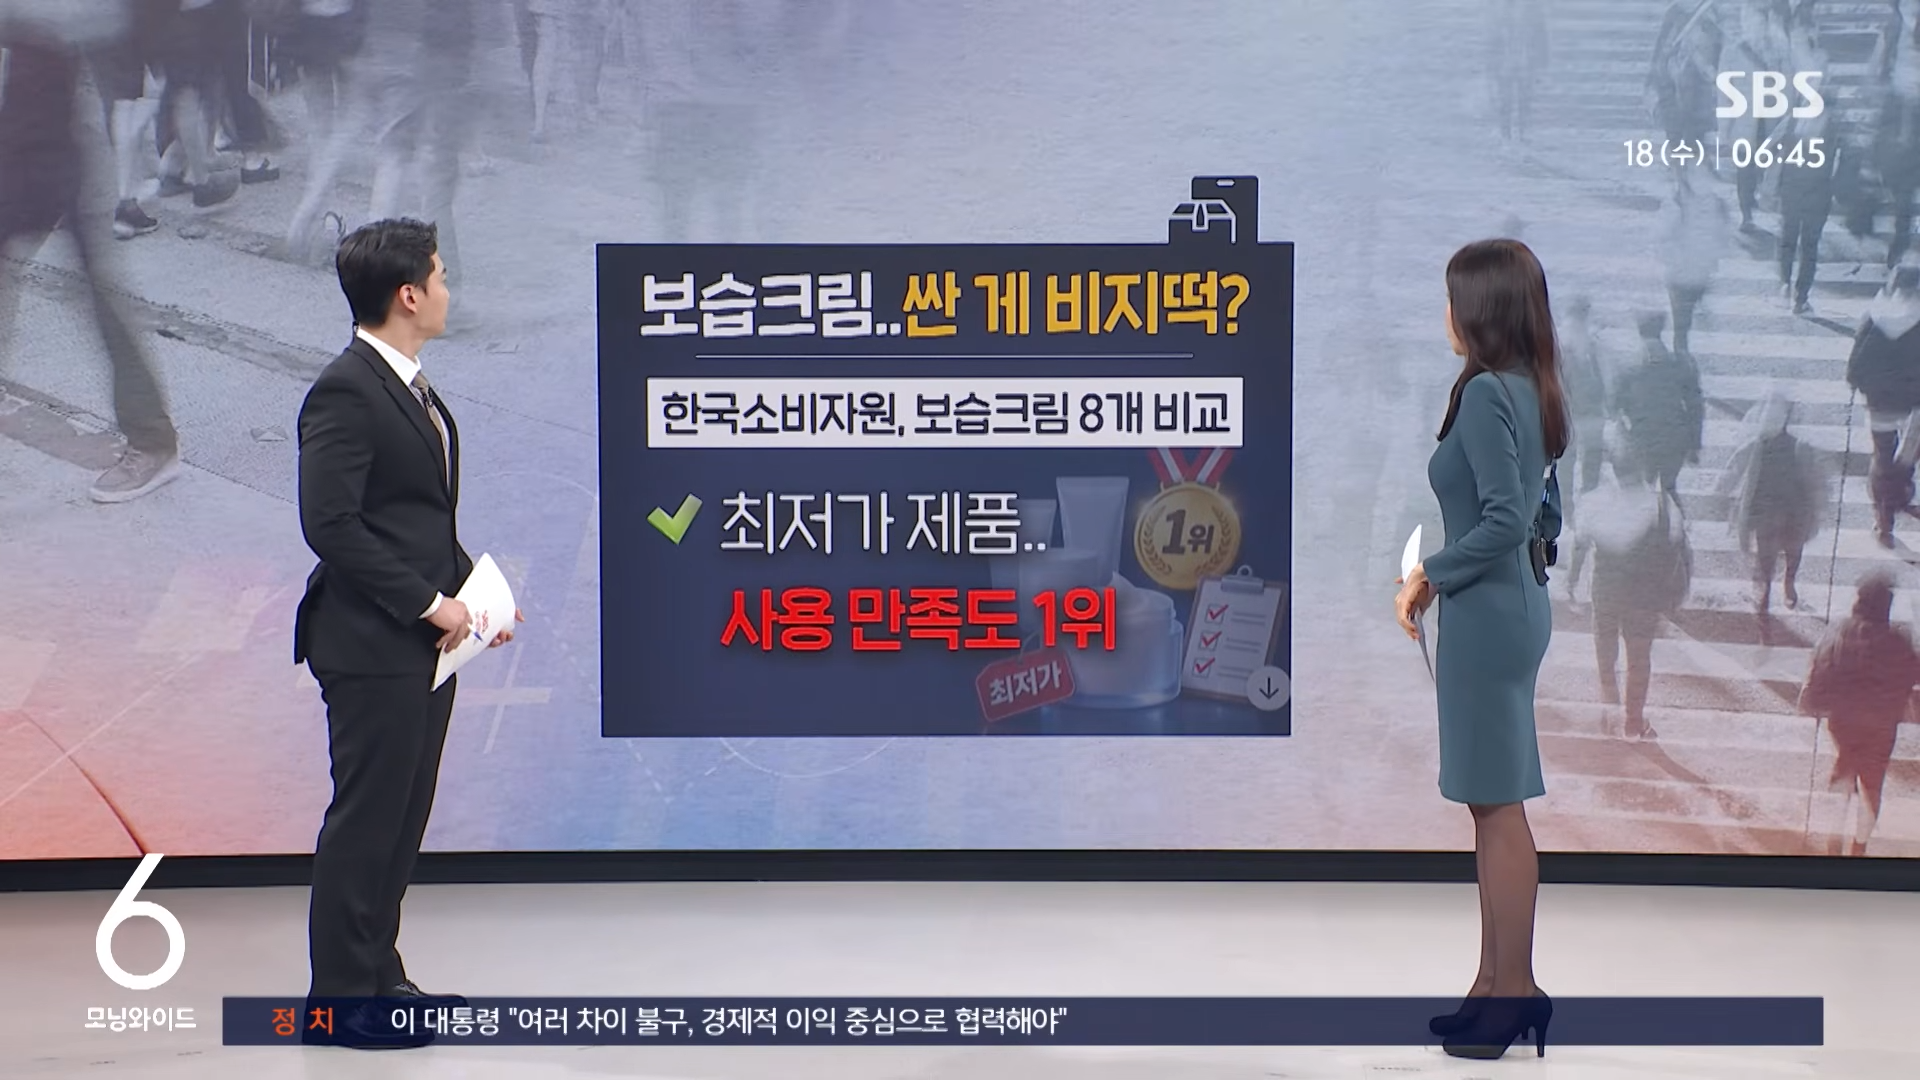 SBS
18 (수) | 06:45
보습크림..싼 게 비지떡?
한국소비자원, 보습크림 8개 비교
최저가 제품..
사용 만족도 1위
1위
최저가
6
모닝와이드
정치 이 대통령 "여러 차이 불구, 경제적 이익 중심으로 협력해야"